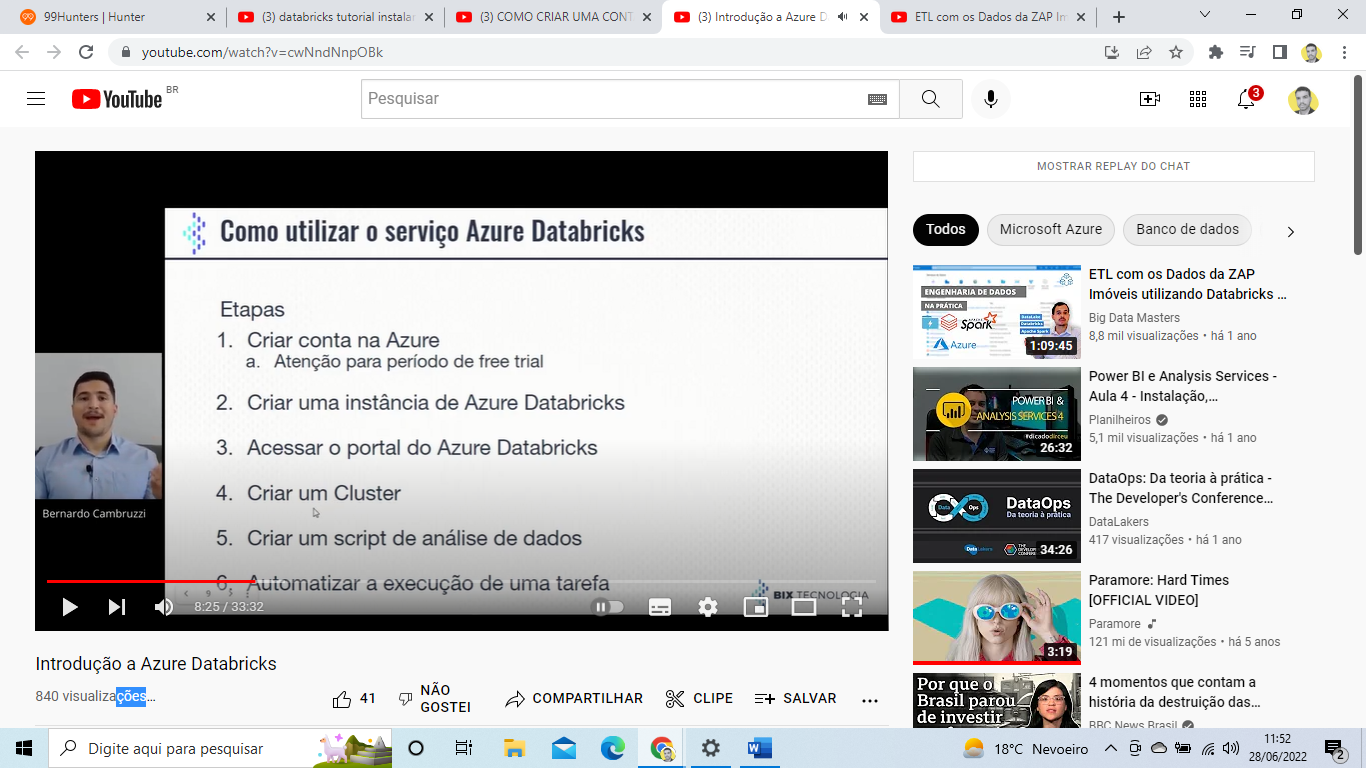 99Hunters | Hunter
(3) databricks tutorial instalar
(3) COMO CRIAR UMA CONT
(3) Introdução a Azure D
ETL com os Dados da ZAP Im
youtube.com/watch?v=cwNndNnpOBk
YouTube BR
Pesquisar
3
Como utilizar o serviço Azure Databricks
Etapas
1. Criar conta na Azure
a. Atenção para período de free trial
2. Criar uma instância de Azure Databricks
3. Acessar o portal do Azure Databricks
4. Criar um Cluster
5. Criar um script de análise de dados
6. Automatizar a execução de uma tarefa
Bernardo Cambruzzi
BIX TECNOLOGIA
8:25 / 33:32
Introdução a Azure Databricks
840 visualizações…
41
NÃO
GOSTEI
COMPARTILHAR
CLIPE
SALVAR
MOSTRAR REPLAY DO CHAT
Todos
Microsoft Azure
Banco de dados
ENGENHARIA DE DADOS
NA PRÁTICA
APACHE
Spark
Azure
DataLake
Databricks
Apache Spark
1:09:45
ETL com os Dados da ZAP
Imóveis utilizando Databricks ...
Big Data Masters
8,8 mil visualizações • há 1 ano
POWER BI &
ANALYSIS SERVICES 4
#dicadodirceu
26:32
Power BI e Analysis Services -
Aula 4 - Instalação,...
Planilheiros
5,1 mil visualizações • há 1 ano
Data
Ops
DataOps
Da teoria à prática
DataLakers
34:26
DataOps: Da teoria à prática -
The Developer's Conference...
DataLakers
417 visualizações • há 1 ano
3:19
Paramore: Hard Times
[OFFICIAL VIDEO]
Paramore
121 mi de visualizações • há 5 anos
Por que o
Brasil parou
de investir
4 momentos que contam a
história da destruição das...
BBC News Brasil
Digite aqui para pesquisar
18°C Nevoeiro
11:52
28/06/2022
2